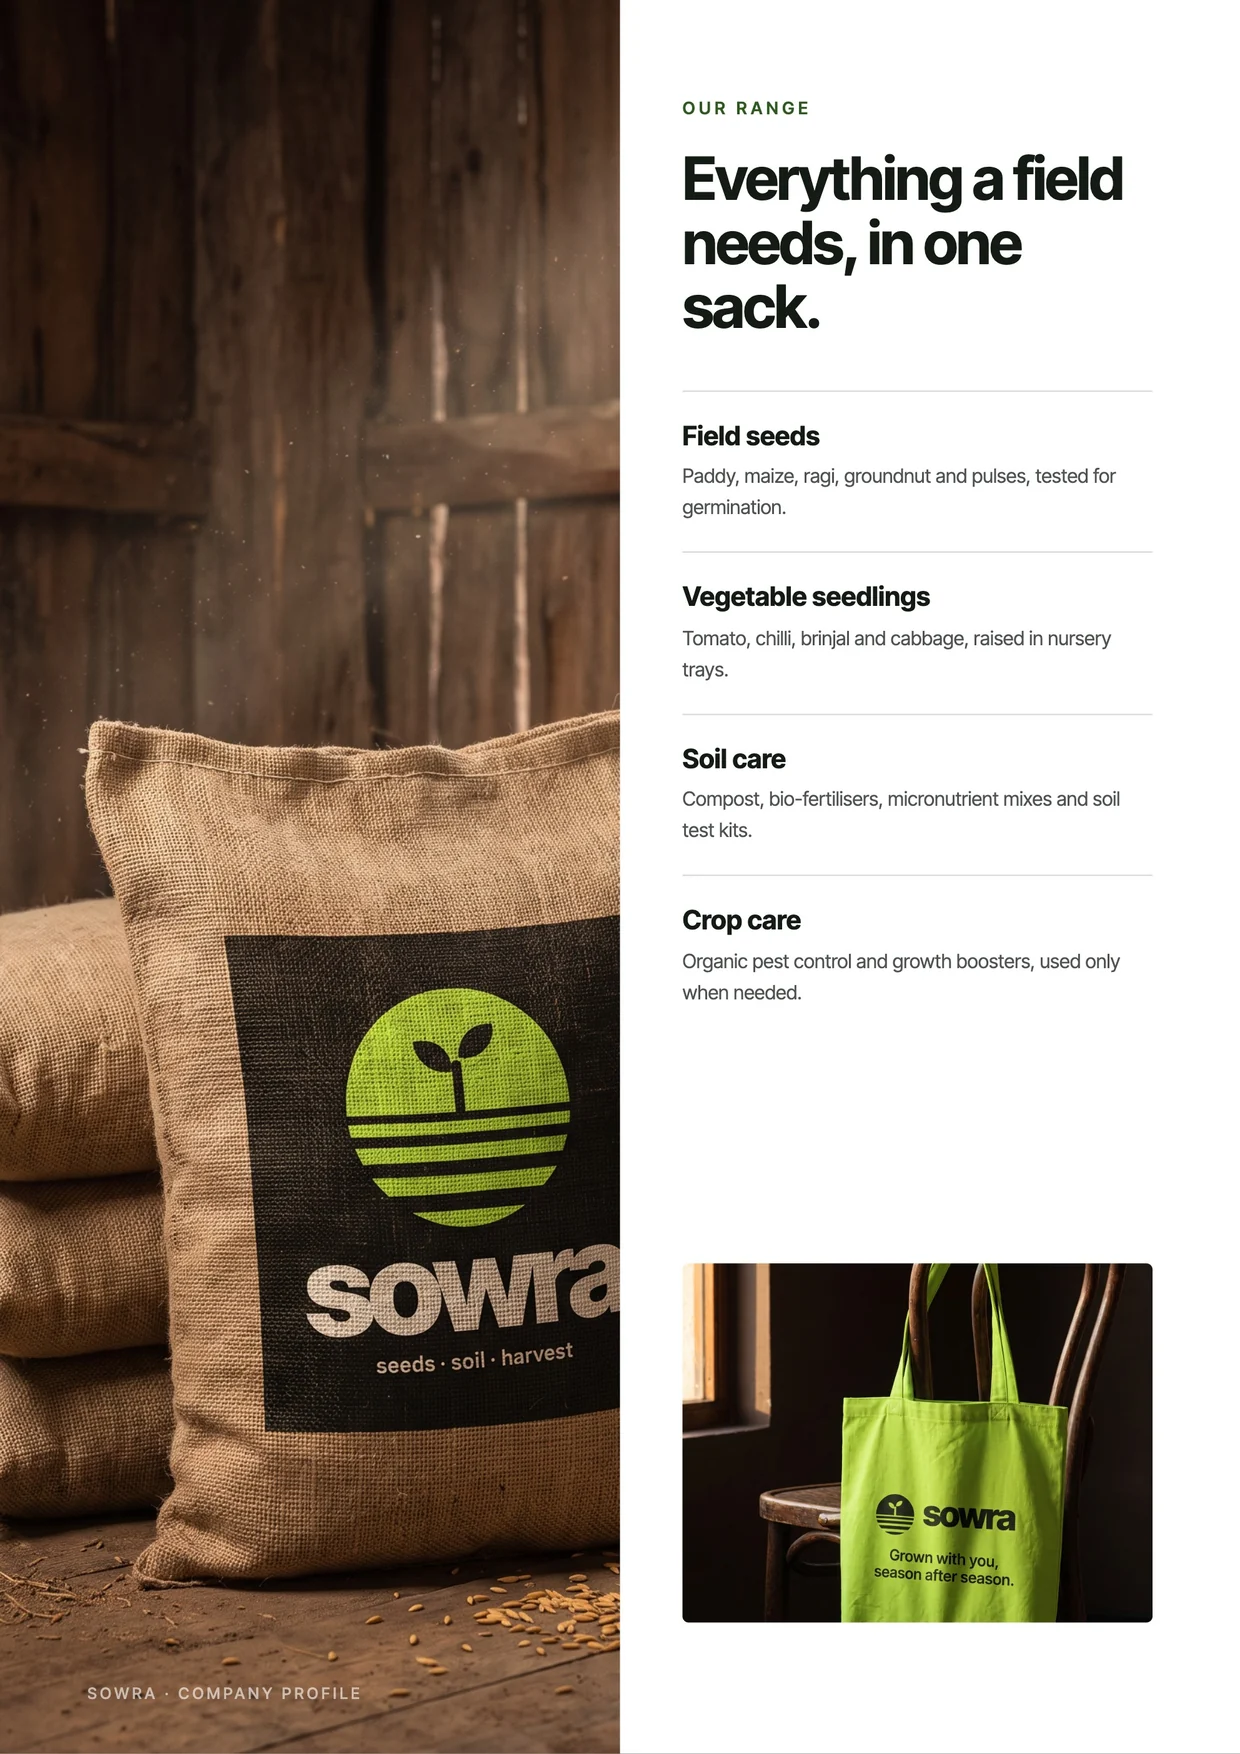 OUR RANGE
Everything a field
needs, in one
sack.
Field seeds
Paddy, maize, ragi, groundnut and pulses, tested for
germination.
Vegetable seedlings
Tomato, chilli, brinjal and cabbage, raised in nursery
trays.
Soil care
Compost, bio-fertilisers, micronutrient mixes and soil
test kits.
Crop care
Organic pest control and growth boosters, used only
when needed.
sowra
seeds · soil · harvest
sowra
Grown with you,
season after season.
SOWRA · COMPANY PROFILE